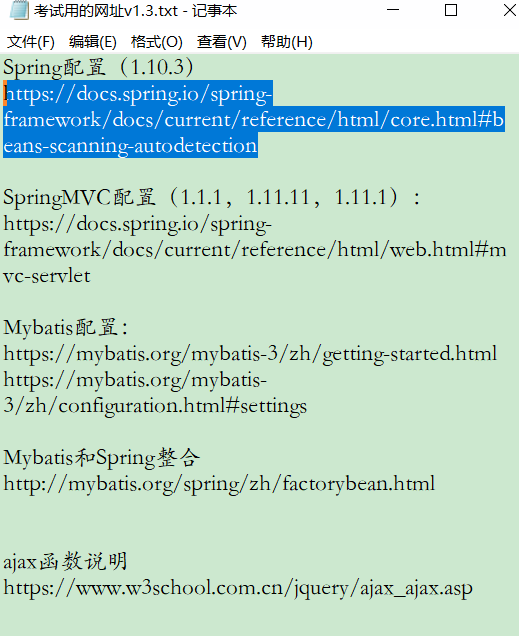 考试用的网址v1.3.txt - 记事本
文件(F) 编辑(E) 格式(O) 查看(V) 帮助(H)
Spring配置（1.10.3）
https://docs.spring.io/spring-
framework/docs/current/reference/html/core.html#b
eans-scanning-autodetection
SpringMVC配置（1.1.1，1.11.11，1.11.1）：
https://docs.spring.io/spring-
framework/docs/current/reference/html/web.html#m
vc-servlet
Mybatis配置：
https://mybatis.org/mybatis-3/zh/getting-started.html
https://mybatis.org/mybatis-
3/zh/configuration.html#settings
Mybatis和Spring整合
http://mybatis.org/spring/zh/factorybean.html
ajax函数说明
https://www.w3school.com.cn/jquery/ajax_ajax.asp